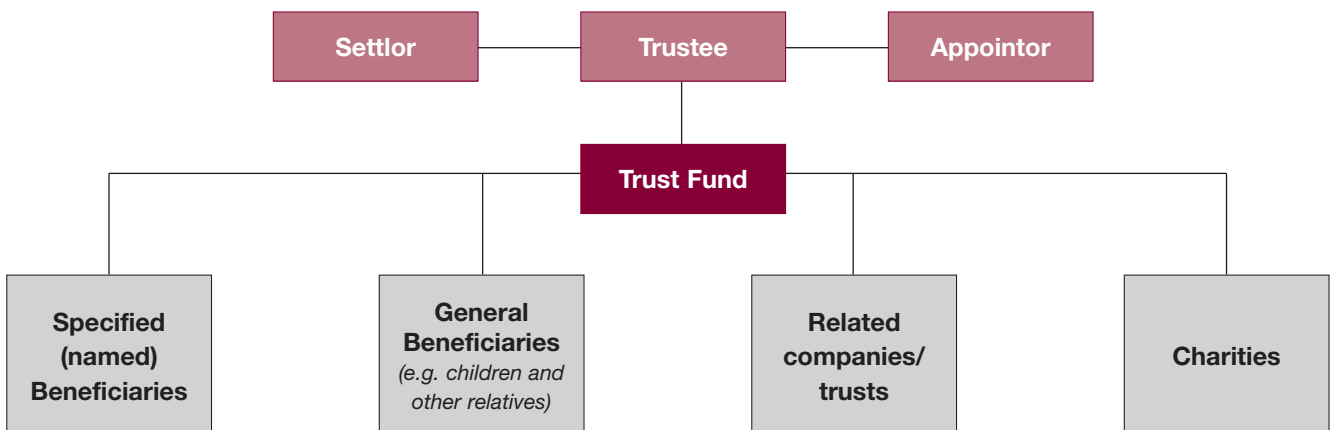 Settlor
Trustee
Appointor
Trust Fund
Specified
(named)
Beneficiaries
General
Beneficiaries
(e.g. children and
other relatives)
Related
companies/
trusts
Charities